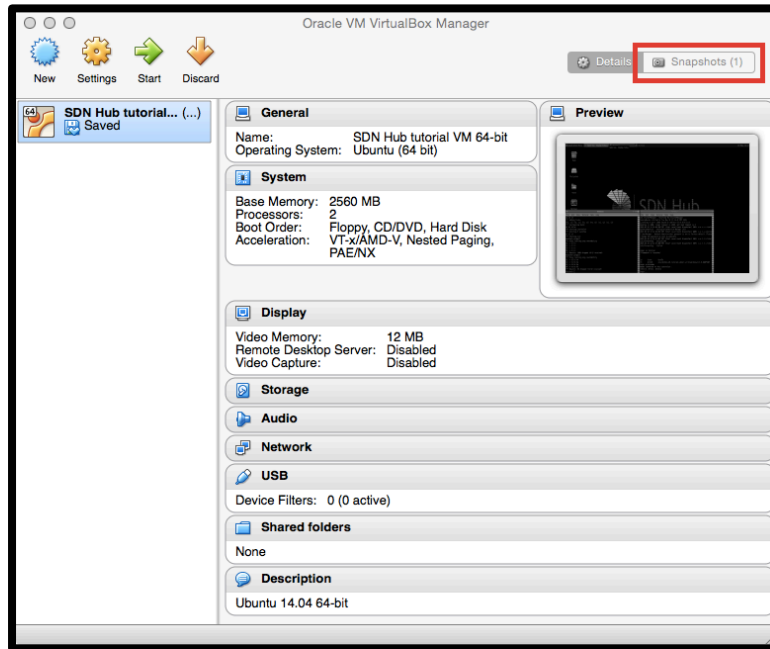 Oracle VM VirtualBox Manager
New Settings Start Discard
Details Snapshots (1)
64 SDN Hub tutorial... (...)
Saved
General
Name: SDN Hub tutorial VM 64-bit
Operating System: Ubuntu (64 bit)
System
Base Memory: 2560 MB
Processors: 2
Boot Order: Floppy, CD/DVD, Hard Disk
Acceleration: VT-x/AMD-V, Nested Paging,
PAE/NX
Preview
SDN Hub
Display
Video Memory: 12 MB
Remote Desktop Server: Disabled
Video Capture: Disabled
Storage
Audio
Network
USB
Device Filters: 0 (0 active)
Shared folders
None
Description
Ubuntu 14.04 64-bit